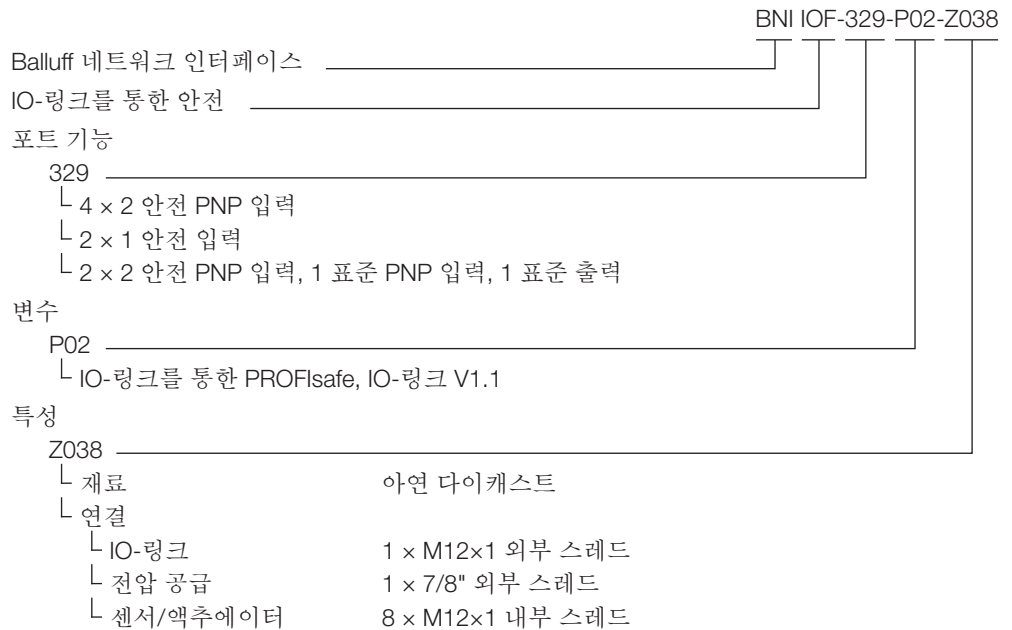 BNI IOF-329-P02-Z038
Balluff 네트워크 인터페이스
IO-링크를 통한 안전
포트 기능
329
4 × 2 안전 PNP 입력
2 × 1 안전 입력
2 × 2 안전 PNP 입력, 1 표준 PNP 입력, 1 표준 출력
변수
P02
IO-링크를 통한 PROFIsafe, IO-링크 V1.1
특성
Z038
재료 아연 다이캐스트
연결
IO-링크 1 × M12×1 외부 스레드
전압 공급 1 × 7/8" 외부 스레드
센서/액추에이터 8 × M12×1 내부 스레드